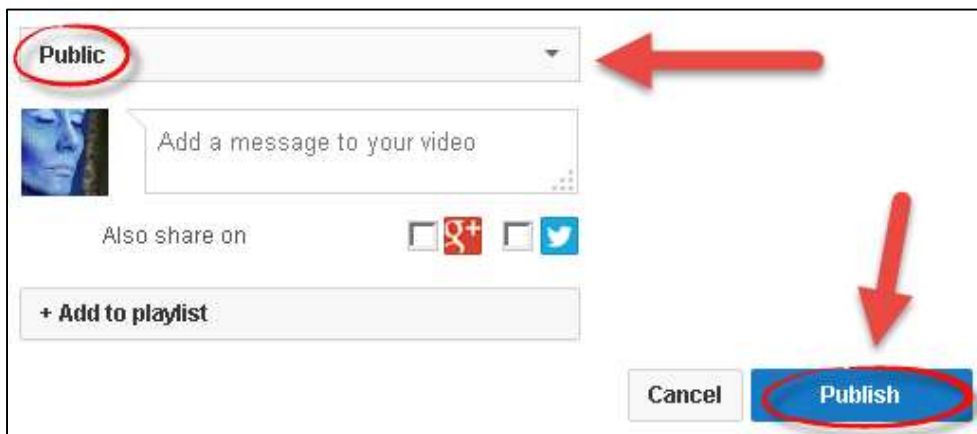 Public
Add a message to your video
Also share on g+
+ Add to playlist
Cancel Publish